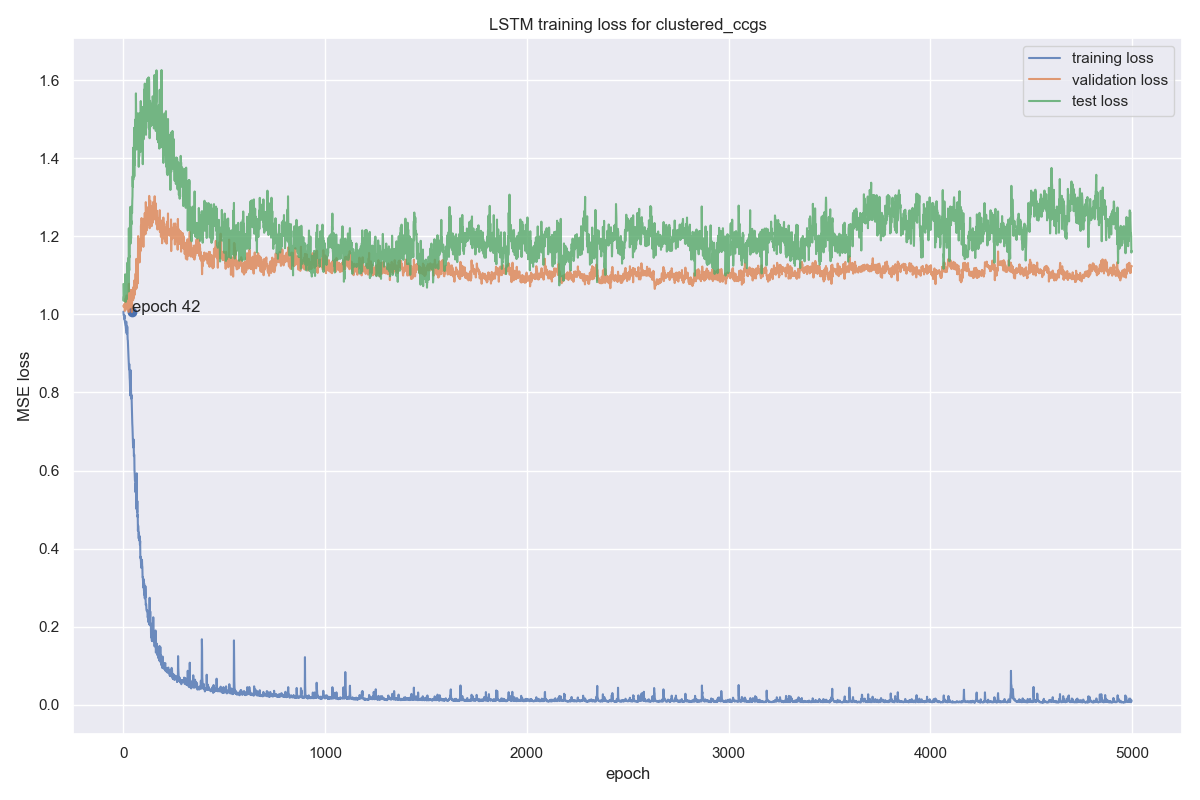 LSTM training loss for clustered_ccgs
training loss
validation loss
test loss
1.6
1.4
1.2
1.0
0.8
0.6
0.4
0.2
0.0
MSE loss
epoch 42
0
1000
2000
3000
4000
5000
epoch